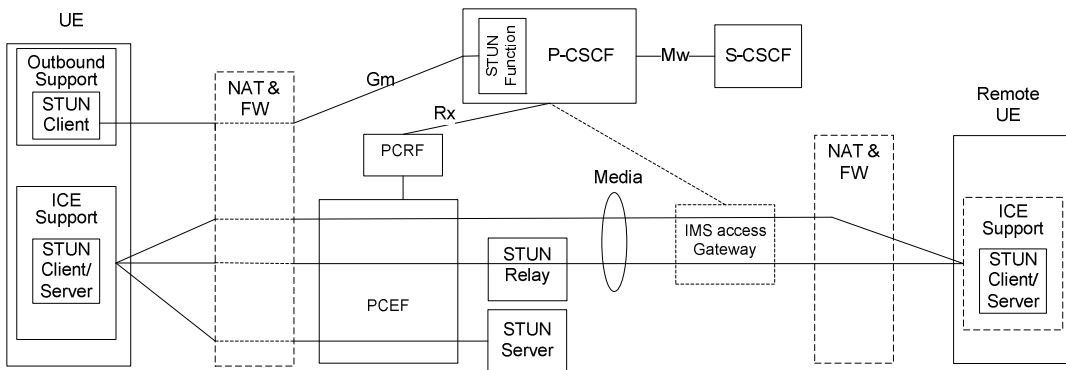 UE
Outbound
Support
STUN
Client
ICE
Support
STUN
Client/
Server
NAT &
FW
Gm
STUN
Function
P-CSCF
Mw
S-CSCF
Rx
PCRF
PCEF
Media
STUN
Relay
STUN
Server
IMS access
Gateway
NAT &
FW
Remote
UE
ICE
Support
STUN
Client/
Server